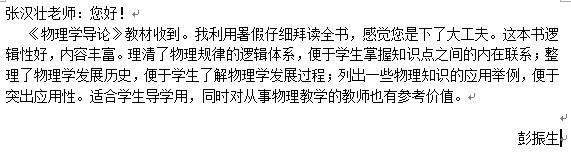 张汉壮老师：您好！
《物理学导论》教材收到。我利用暑假仔细拜读全书，感觉您是下了大工夫。这本书逻
辑性好，内容丰富。理清了物理规律的逻辑体系，便于学生掌握知识点之间的内在联系；整
理了物理学发展历史，便于学生了解物理学发展过程；列出一些物理知识的应用举例，便于
突出应用性。适合学生导学用，同时对从事物理教学的教师也有参考价值。
彭振生